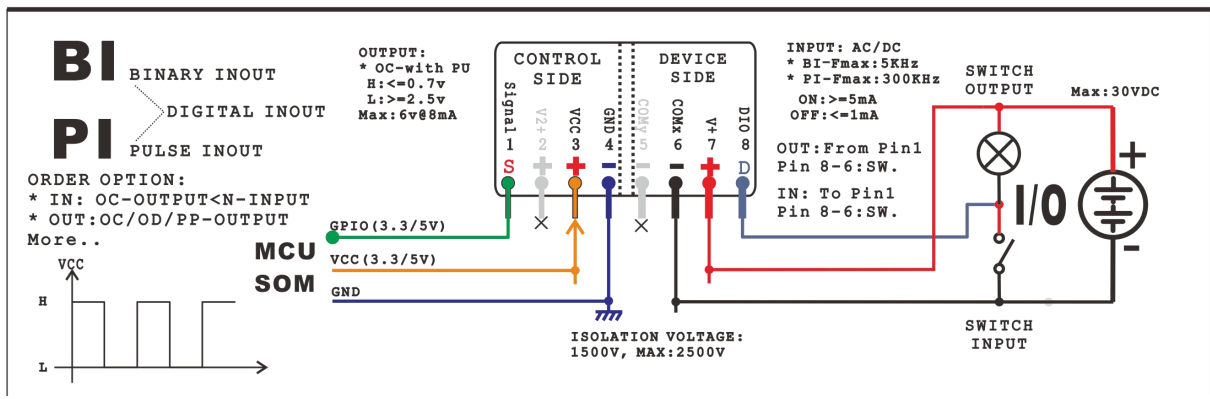 BI BINARY INOUT
DIGITAL INOUT
PI PULSE INOUT
ORDER OPTION:
* IN: OC-OUTPUT<N-INPUT
* OUT:OC/OD/PP-OUTPUT
More..
VCC
H
L
MCU
SOM
GPIO(3.3/5V)
VCC(3.3/5V)
GND
OUTPUT:
* OC-with PU
H:<=0.7v
L:>=2.5v
Max:6v@8mA
CONTROL
SIDE
DEVICE
SIDE
Signal 1
V2+ 2
VCC 3
GND 4
COMy 5
COMx 6
V+ 7
DIO 8
S
+
+
-
-
-
+
D
ISOLATION VOLTAGE:
1500V, MAX:2500V
INPUT: AC/DC
* BI-Fmax:5KHz
* PI-Fmax:300KHz
ON:>=5mA
OFF:<=1mA
OUT:From Pin1
Pin 8-6:SW.
IN: To Pin1
Pin 8-6:SW.
SWITCH
OUTPUT
Max:30VDC
I/O
+
-
SWITCH
INPUT